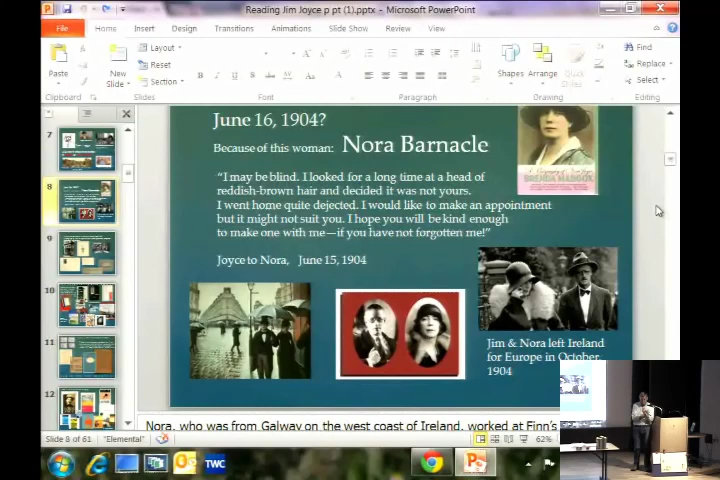 Reading Jim Joyce p pt (1).pptx - Microsoft PowerPoint
File Home Insert Design Transitions Animations Slide Show Review View
Paste
New
Slide
Layout
Reset
Section
Shapes Arrange Quick
Styles
Find
Replace
Select
Clipboard Slides Font Paragraph Drawing Editing
7
8
9
10
11
12
June 16, 1904?
Because of this woman: Nora Barnacle
BRENDA MADDOX
“I may be blind. I looked for a long time at a head of
reddish-brown hair and decided it was not yours.
I went home quite dejected. I would like to make an appointment
but it might not suit you. I hope you will be kind enough
to make one with me—if you have not forgotten me!”
Joyce to Nora, June 15, 1904
Jim & Nora left Ireland
for Europe in October,
1904
Nora, who was from Galway on the west coast of Ireland, worked at Finn's
Slide 8 of 61 "Elemental" 62%
TWC